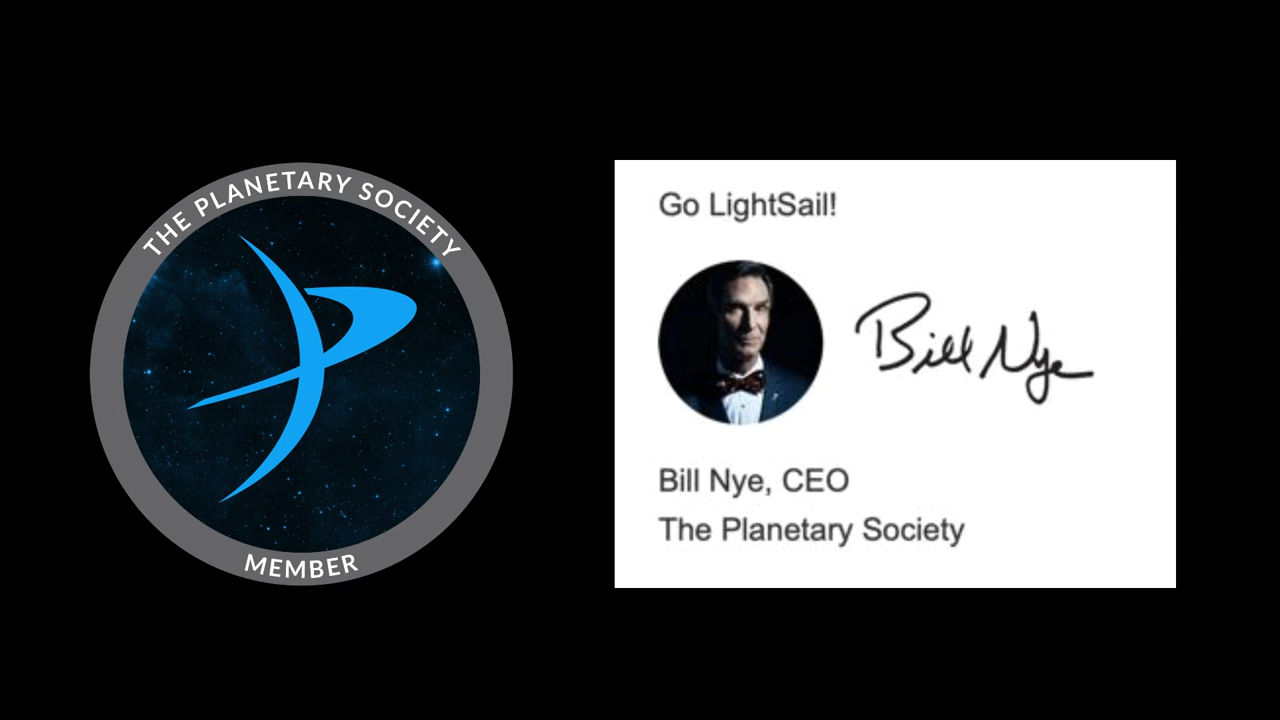 THE PLANETARY SOCIETY
MEMBER
Go LightSail!
Bill Nye
Bill Nye, CEO
The Planetary Society